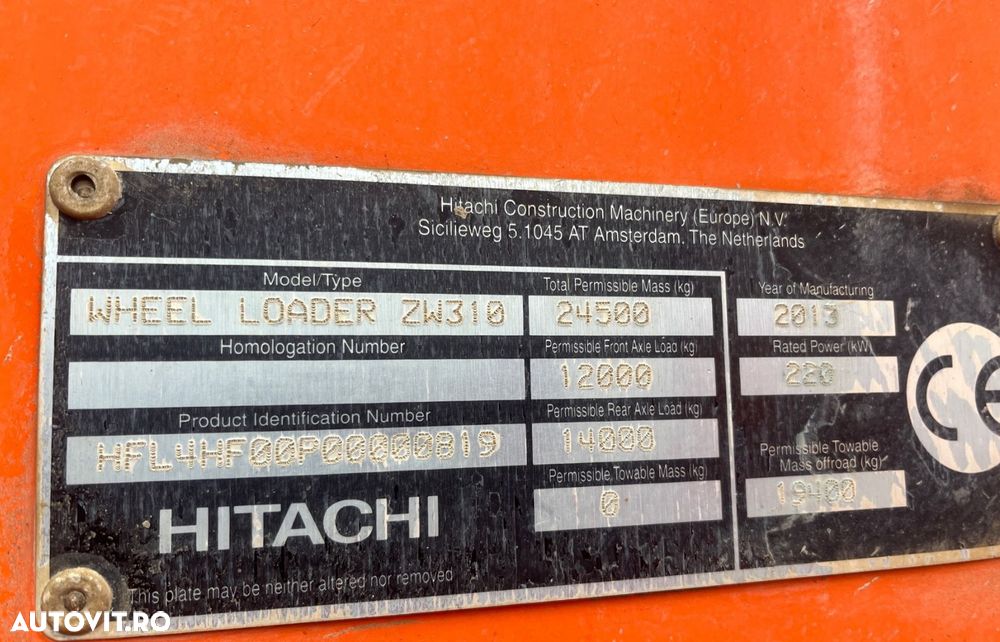 Hitachi Construction Machinery (Europe) N.V.
Sicilieweg 5.1045 AT Amsterdam. The Netherlands
Model/Type
WHEEL LOADER ZW310
Homologation Number
Product Identification Number
HFL4HF00P00000819
HITACHI
This plate may be neither altered nor removed
Total Permissible Mass (kg)
24500
Permissible Front Axle Load (kg)
12000
Permissible Rear Axle Load (kg)
14000
Permissible Towable Mass (kg)
0
Year of Manufacturing
2013
Rated Power (kW)
220
Permissible Towable
Mass offroad (kg)
19400
CE
AUTOVIT.RO